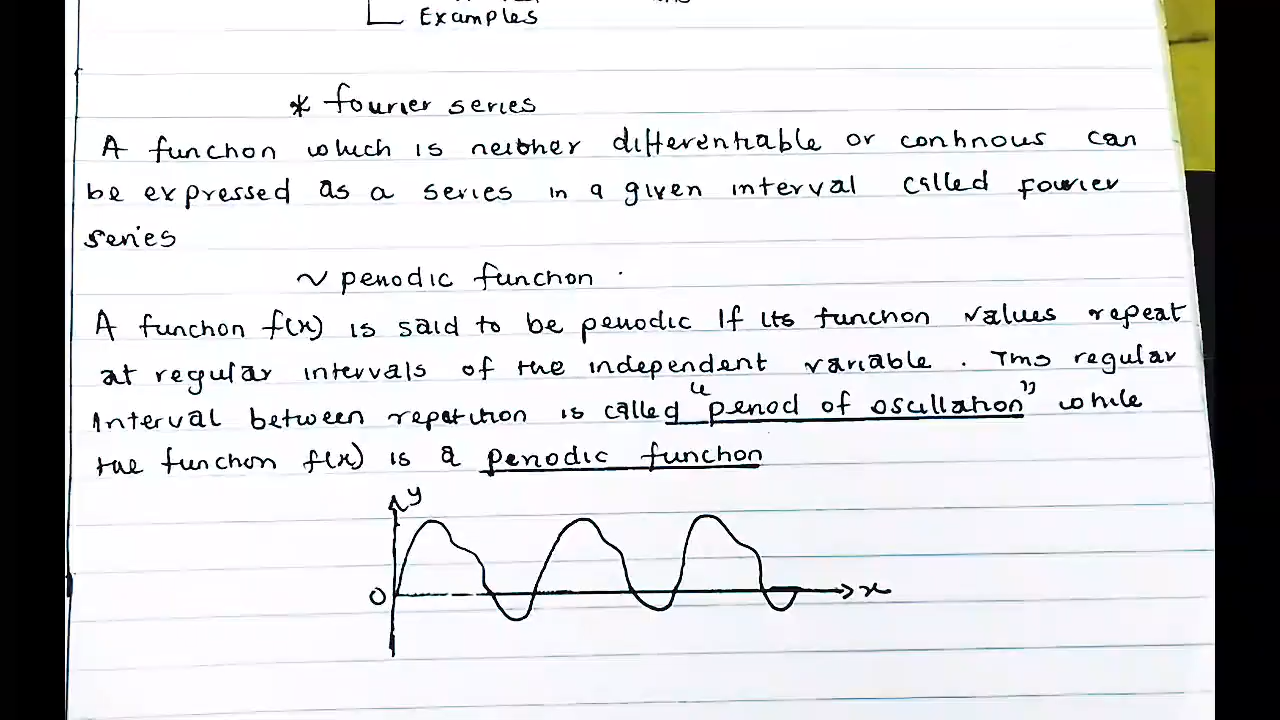 Examples
* fourier series
A function which is neither differentiable or continous can
be expressed as a series in a given interval called fourier
series
~ periodic function
A function f(x) is said to be periodic If its function values repeat
at regular intervals of the independent variable. This regular
Interval between repetition is called "period of oscillation" while
the function f(x) is a periodic function
y
0
x